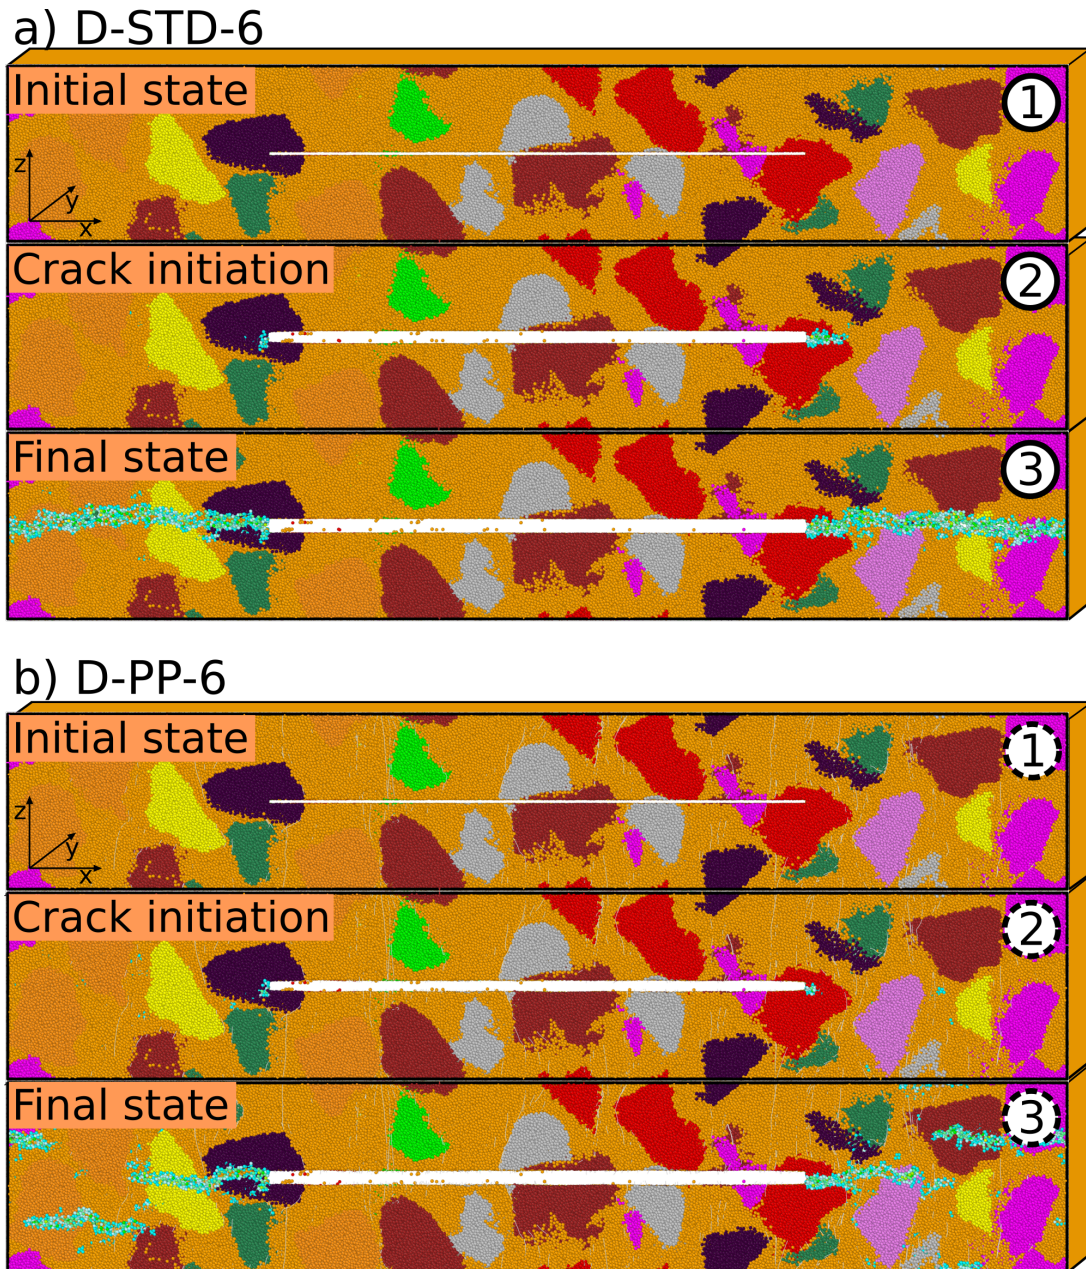 a) D-STD-6
Initial state
1
z
y
x
Crack initiation
2
Final state
3
b) D-PP-6
Initial state
1
z
y
x
Crack initiation
2
Final state
3